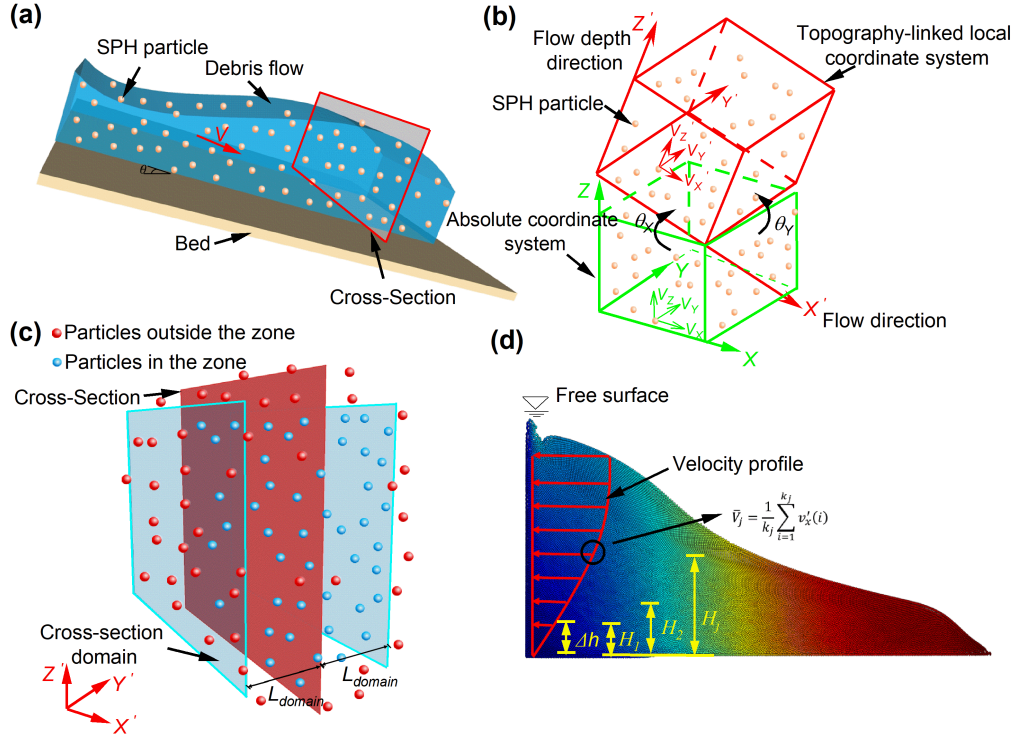 (a)
SPH particle
Debris flow
V
θ
Bed
Cross-Section
(b)
Z'
Flow depth
direction
Topography-linked local
coordinate system
SPH particle
Y'
V_Z'
V_Y'
V_X'
Z
Absolute coordinate
system
θ_X
θ_Y
Y
V_Z
V_Y
V_X
X'
Flow direction
X
(c)
Particles outside the zone
Particles in the zone
Cross-Section
Cross-section
domain
L_domain
L_domain
Z'
Y'
X'
(d)
Free surface
Velocity profile
V̄_j = 1/k_j ∑_{i=1}^{k_j} v'_x(i)
Δh
H_1
H_2
H_j